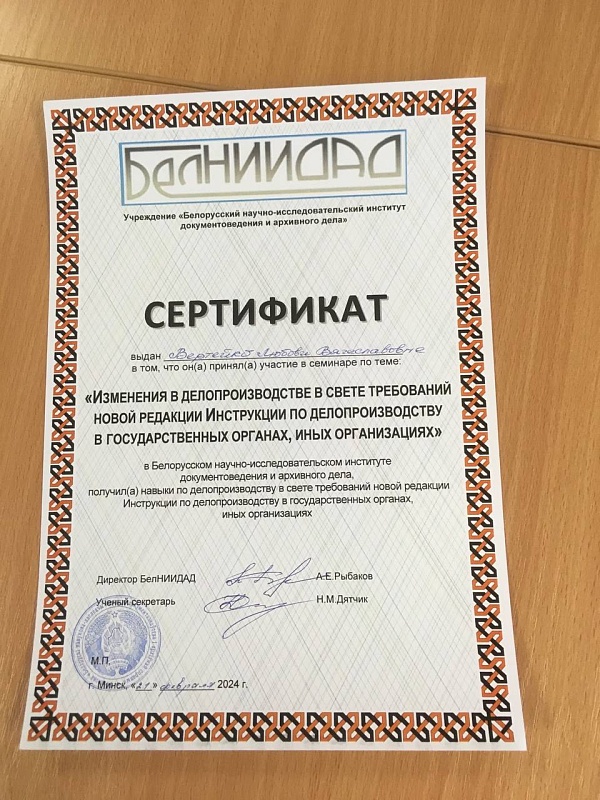 БелНИИДАД
Учреждение «Белорусский научно-исследовательский институт
документоведения и архивного дела»
СЕРТИФИКАТ
выдан Вертейко Любови Вячеславовне
в том, что он(а) принял(а) участие в семинаре по теме:
«Изменения в делопроизводстве в свете требований
новой редакции Инструкции по делопроизводству
в государственных органах, иных организациях»
в Белорусском научно-исследовательском институте
документоведения и архивного дела,
получил(а) навыки по делопроизводству в свете требований новой редакции
Инструкции по делопроизводству в государственных органах,
иных организациях
Директор БелНИИДАД А.Е.Рыбаков
Ученый секретарь Н.М.Дятчик
М.П.
г. Минск, «21» февраля 2024 г.